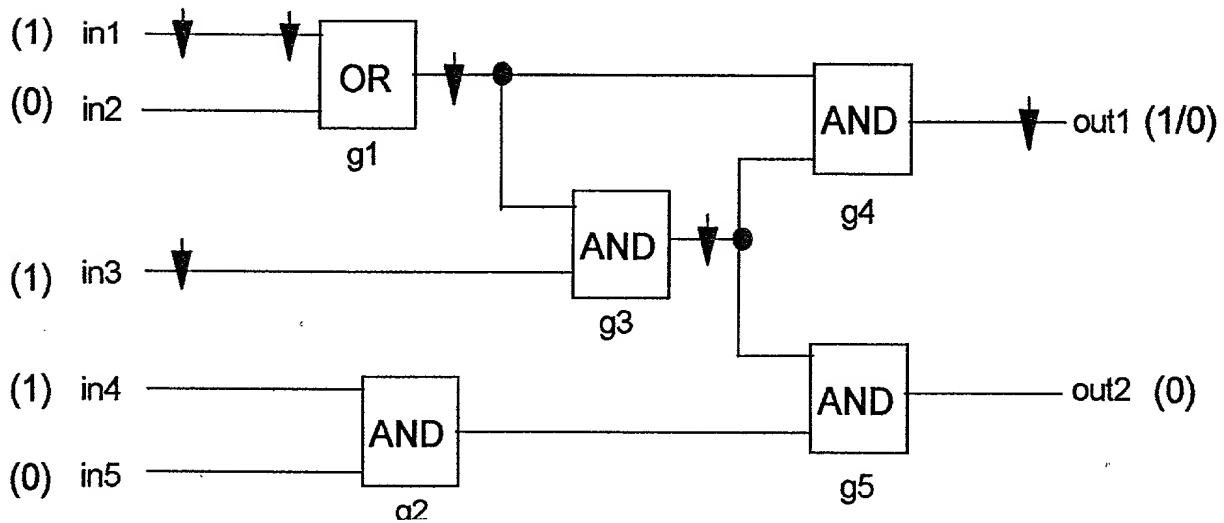 (1) in1
(0) in2
OR
g1
AND
out1 (1/0)
g4
(1) in3
AND
g3
(1) in4
(0) in5
AND
g2
AND
out2 (0)
g5